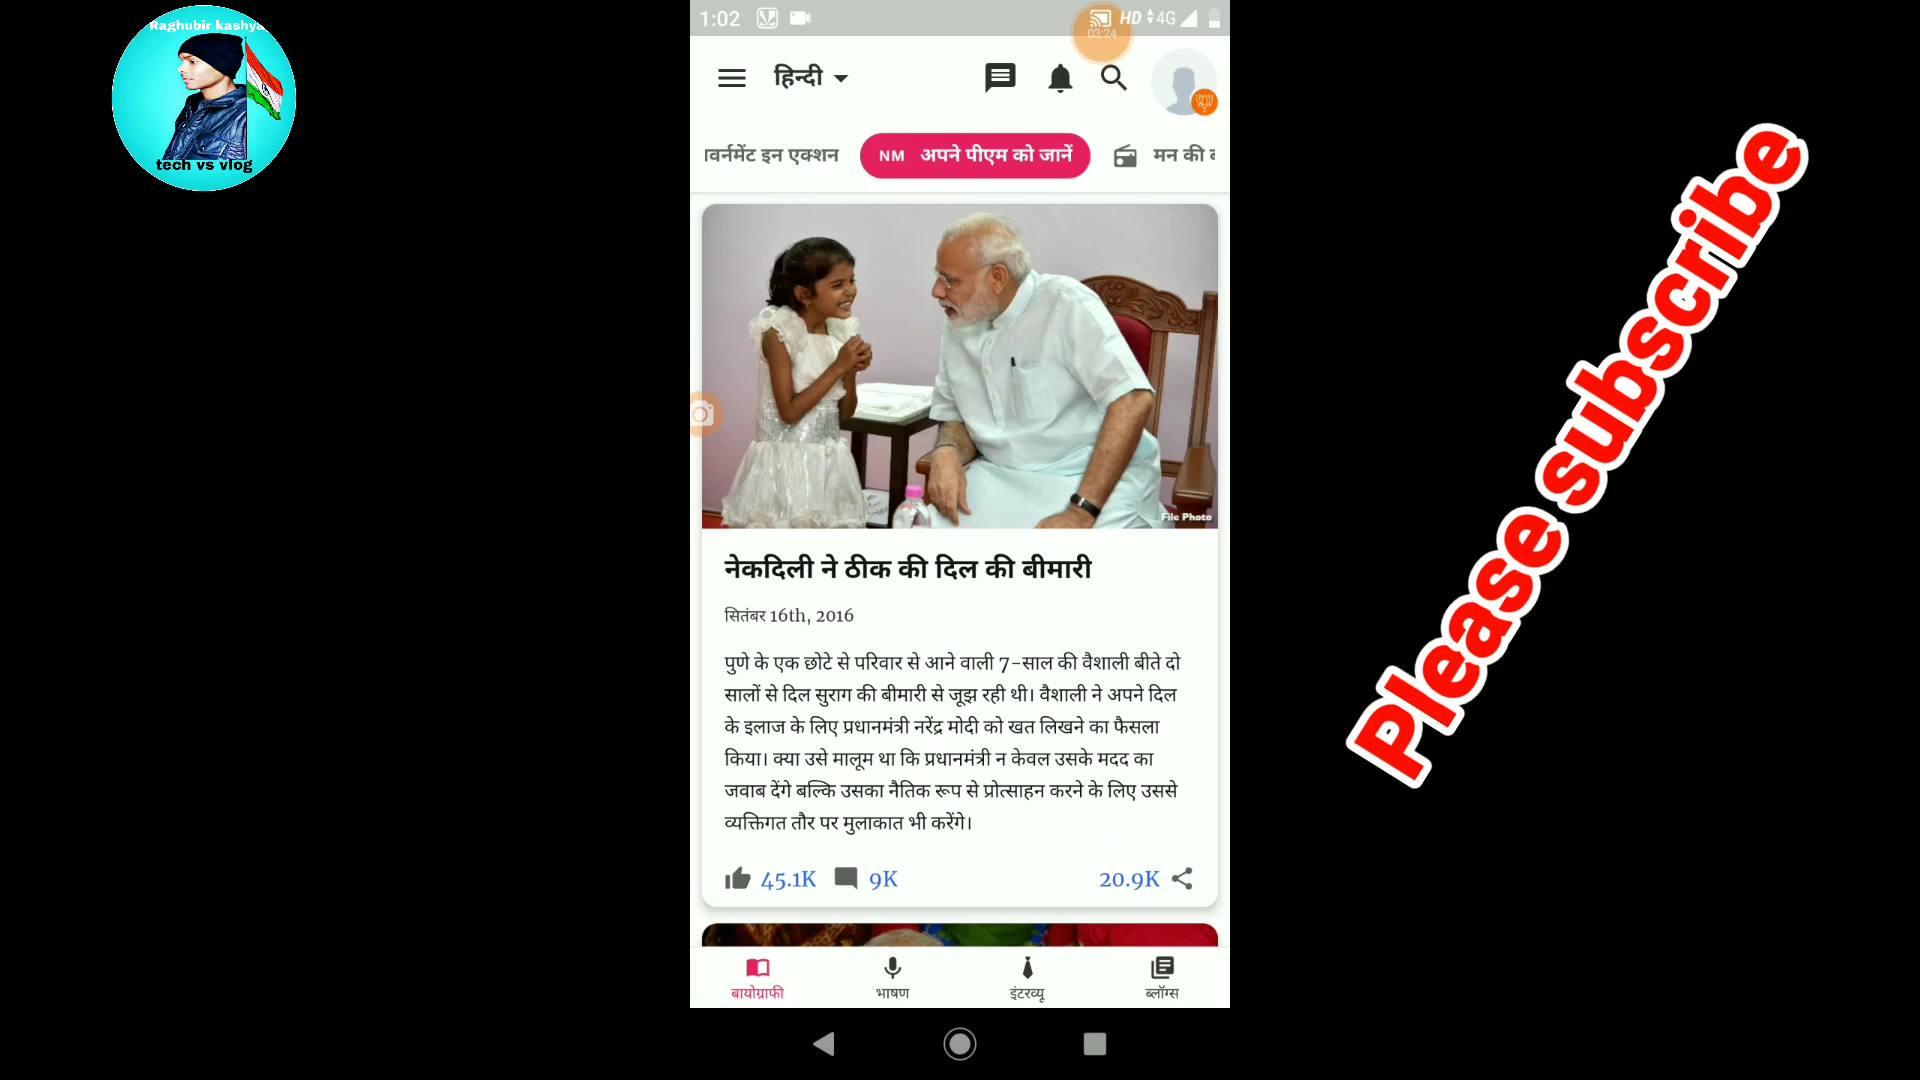 Raghubir kashya
tech vs vlog
1:02
03:24
HD
4G
हिन्दी
वर्नमेंट इन एक्शन
NM अपने पीएम को जानें
मन की
File Photo
नेकदिली ने ठीक की दिल की बीमारी
सितंबर 16th, 2016
पुणे के एक छोटे से परिवार से आने वाली 7-साल की वैशाली बीते दो
सालों से दिल सुराग की बीमारी से जूझ रही थी। वैशाली ने अपने दिल
के इलाज के लिए प्रधानमंत्री नरेंद्र मोदी को खत लिखने का फैसला
किया। क्या उसे मालूम था कि प्रधानमंत्री न केवल उसके मदद का
जवाब देंगे बल्कि उसका नैतिक रूप से प्रोत्साहन करने के लिए उससे
व्यक्तिगत तौर पर मुलाकात भी करेंगे।
45.1K
9K
20.9K
बायोग्राफी
भाषण
इंटरव्यू
ब्लॉग्स
Please subscribe